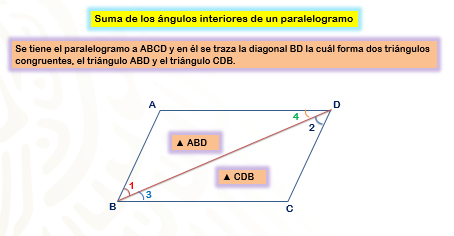 Suma de los ángulos interiores de un paralelogramo
Se tiene el paralelogramo a ABCD y en él se traza la diagonal BD la cuál forma dos triángulos
congruentes, el triángulo ABD y el triángulo CDB.
A
D
4
2
▲ ABD
▲ CDB
1
3
B
C